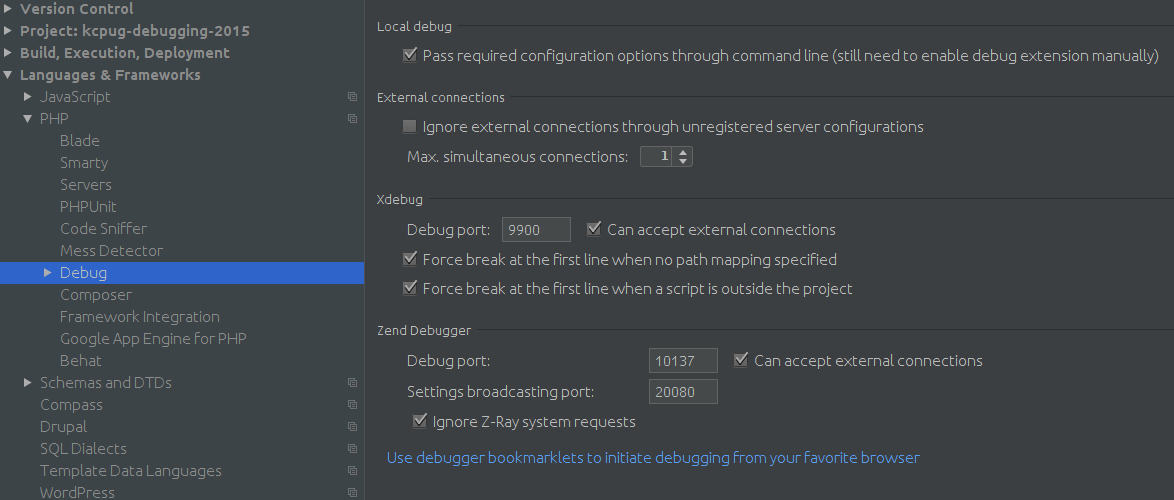 Version Control
Project: kcpug-debugging-2015
Build, Execution, Deployment
Languages & Frameworks
JavaScript
PHP
Blade
Smarty
Servers
PHPUnit
Code Sniffer
Mess Detector
Debug
Composer
Framework Integration
Google App Engine for PHP
Behat
Schemas and DTDs
Compass
Drupal
SQL Dialects
Template Data Languages
WordPress
Local debug
Pass required configuration options through command line (still need to enable debug extension manually)
External connections
Ignore external connections through unregistered server configurations
Max. simultaneous connections: 1
Xdebug
Debug port: 9900 Can accept external connections
Force break at the first line when no path mapping specified
Force break at the first line when a script is outside the project
Zend Debugger
Debug port: 10137 Can accept external connections
Settings broadcasting port: 20080
Ignore Z-Ray system requests
Use debugger bookmarklets to initiate debugging from your favorite browser